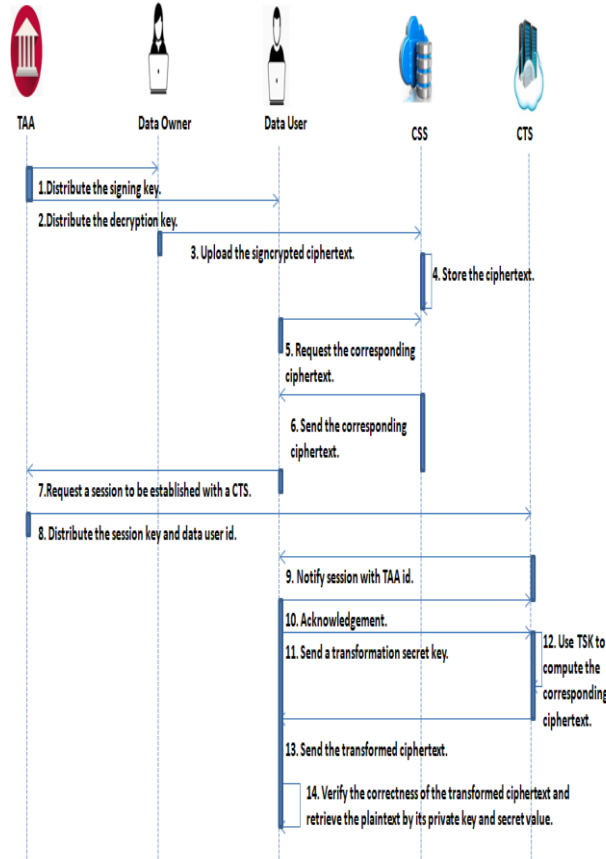 TAA
Data Owner
Data User
CSS
CTS
1.Distribute the signing key.
2.Distribute the decryption key.
3. Upload the signcrypted ciphertext.
4. Store the ciphertext.
5. Request the corresponding
ciphertext.
6. Send the corresponding
ciphertext.
7.Request a session to be established with a CTS.
8. Distribute the session key and data user id.
9. Notify session with TAA id.
10. Acknowledgement.
11. Send a transformation secret key.
12. Use TSK to
compute the
corresponding
ciphertext.
13. Send the transformed ciphertext.
14. Verify the correctness of the transformed ciphertext and
retrieve the plaintext by its private key and secret value.